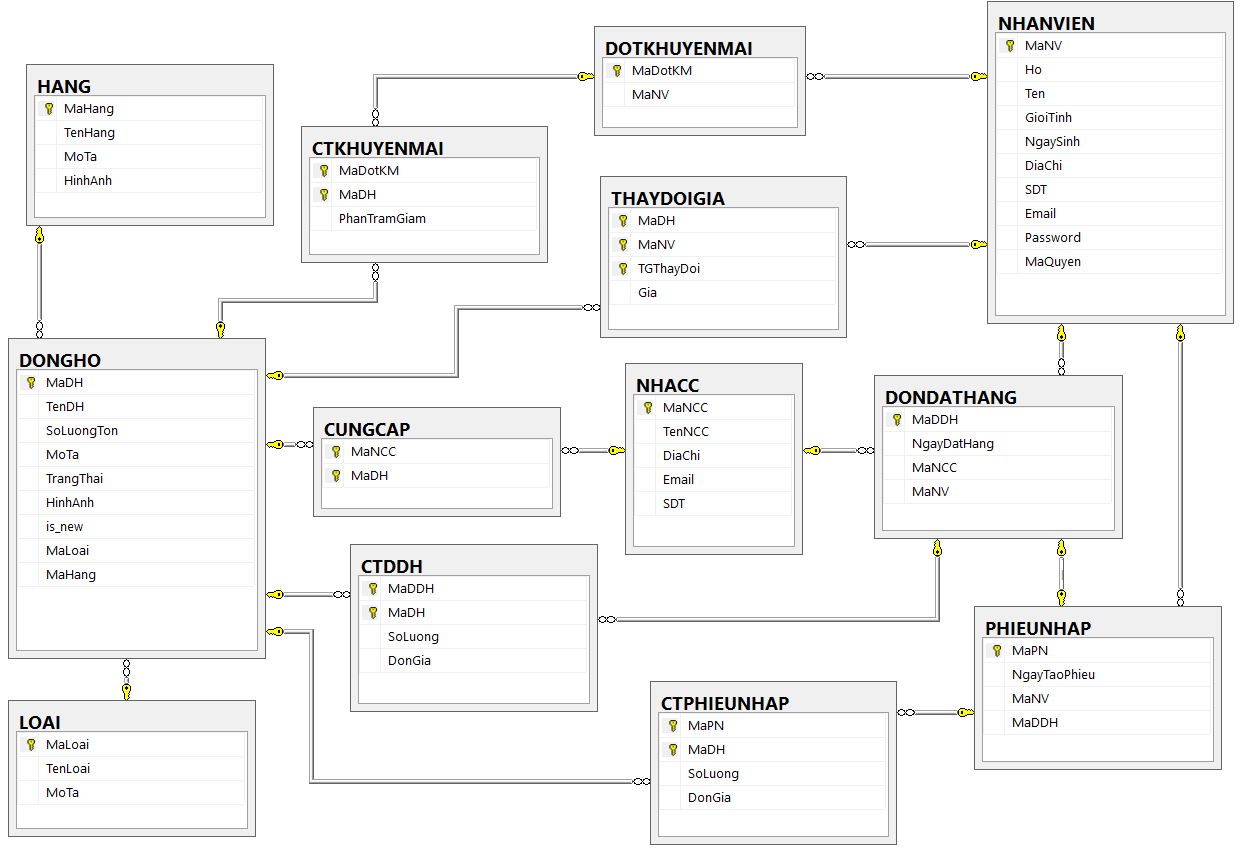 HANG
MaHang
TenHang
MoTa
HinhAnh
CTKHUYENMAI
MaDotKM
MaDH
PhanTramGiam
DOTKHUYENMAI
MaDotKM
MaNV
NHANVIEN
MaNV
Ho
Ten
GioiTinh
NgaySinh
DiaChi
SDT
Email
Password
MaQuyen
THAYDOIGIA
MaDH
MaNV
TGThayDoi
Gia
DONGHO
MaDH
TenDH
SoLuongTon
MoTa
TrangThai
HinhAnh
is_new
MaLoai
MaHang
CUNGCAP
MaNCC
MaDH
NHACC
MaNCC
TenNCC
DiaChi
Email
SDT
DONDATHANG
MaDDH
NgayDatHang
MaNCC
MaNV
CTDDH
MaDDH
MaDH
SoLuong
DonGia
PHIEUNHAP
MaPN
NgayTaoPhieu
MaNV
MaDDH
CTPHIEUNHAP
MaPN
MaDH
SoLuong
DonGia
LOAI
MaLoai
TenLoai
MoTa